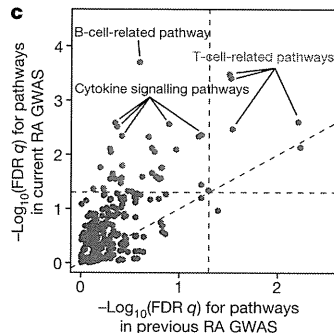 c
B-cell-related pathway
T-cell-related pathways
Cytokine signalling pathways
–Log10(FDR q) for pathways
in current RA GWAS
4
3
2
1
0
0
1
2
–Log10(FDR q) for pathways
in previous RA GWAS